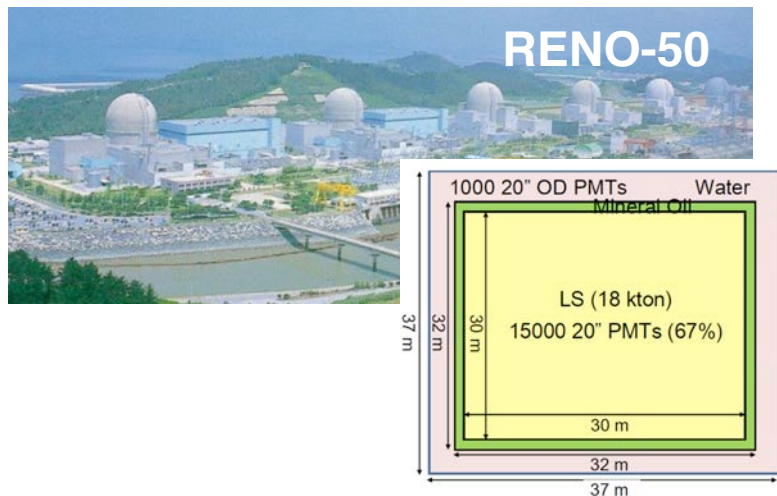 RENO-50
1000 20" OD PMTs Water
Mineral Oil
LS (18 kton)
15000 20" PMTs (67%)
37 m
32 m
30 m
30 m
32 m
37 m